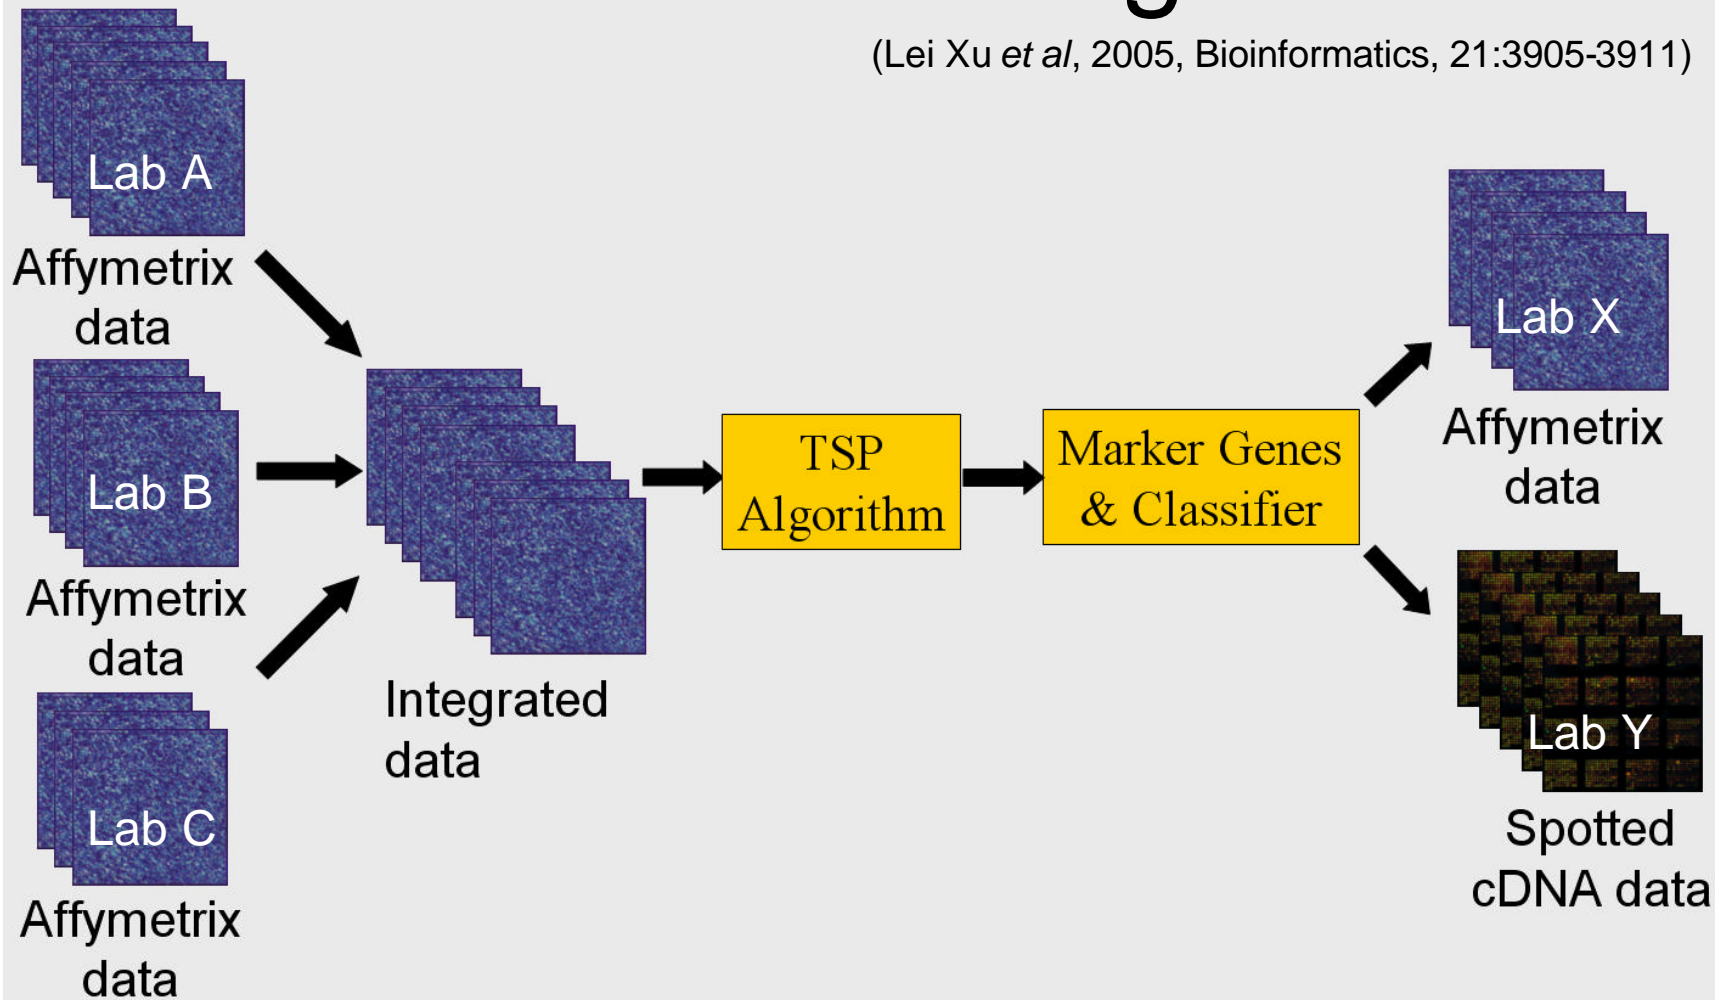 (Lei Xu et al, 2005, Bioinformatics, 21:3905-3911)
Lab A
Affymetrix
data
Lab B
Affymetrix
data
Lab C
Affymetrix
data
Integrated
data
TSP
Algorithm
Marker Genes
& Classifier
Lab X
Affymetrix
data
Lab Y
Spotted
cDNA data